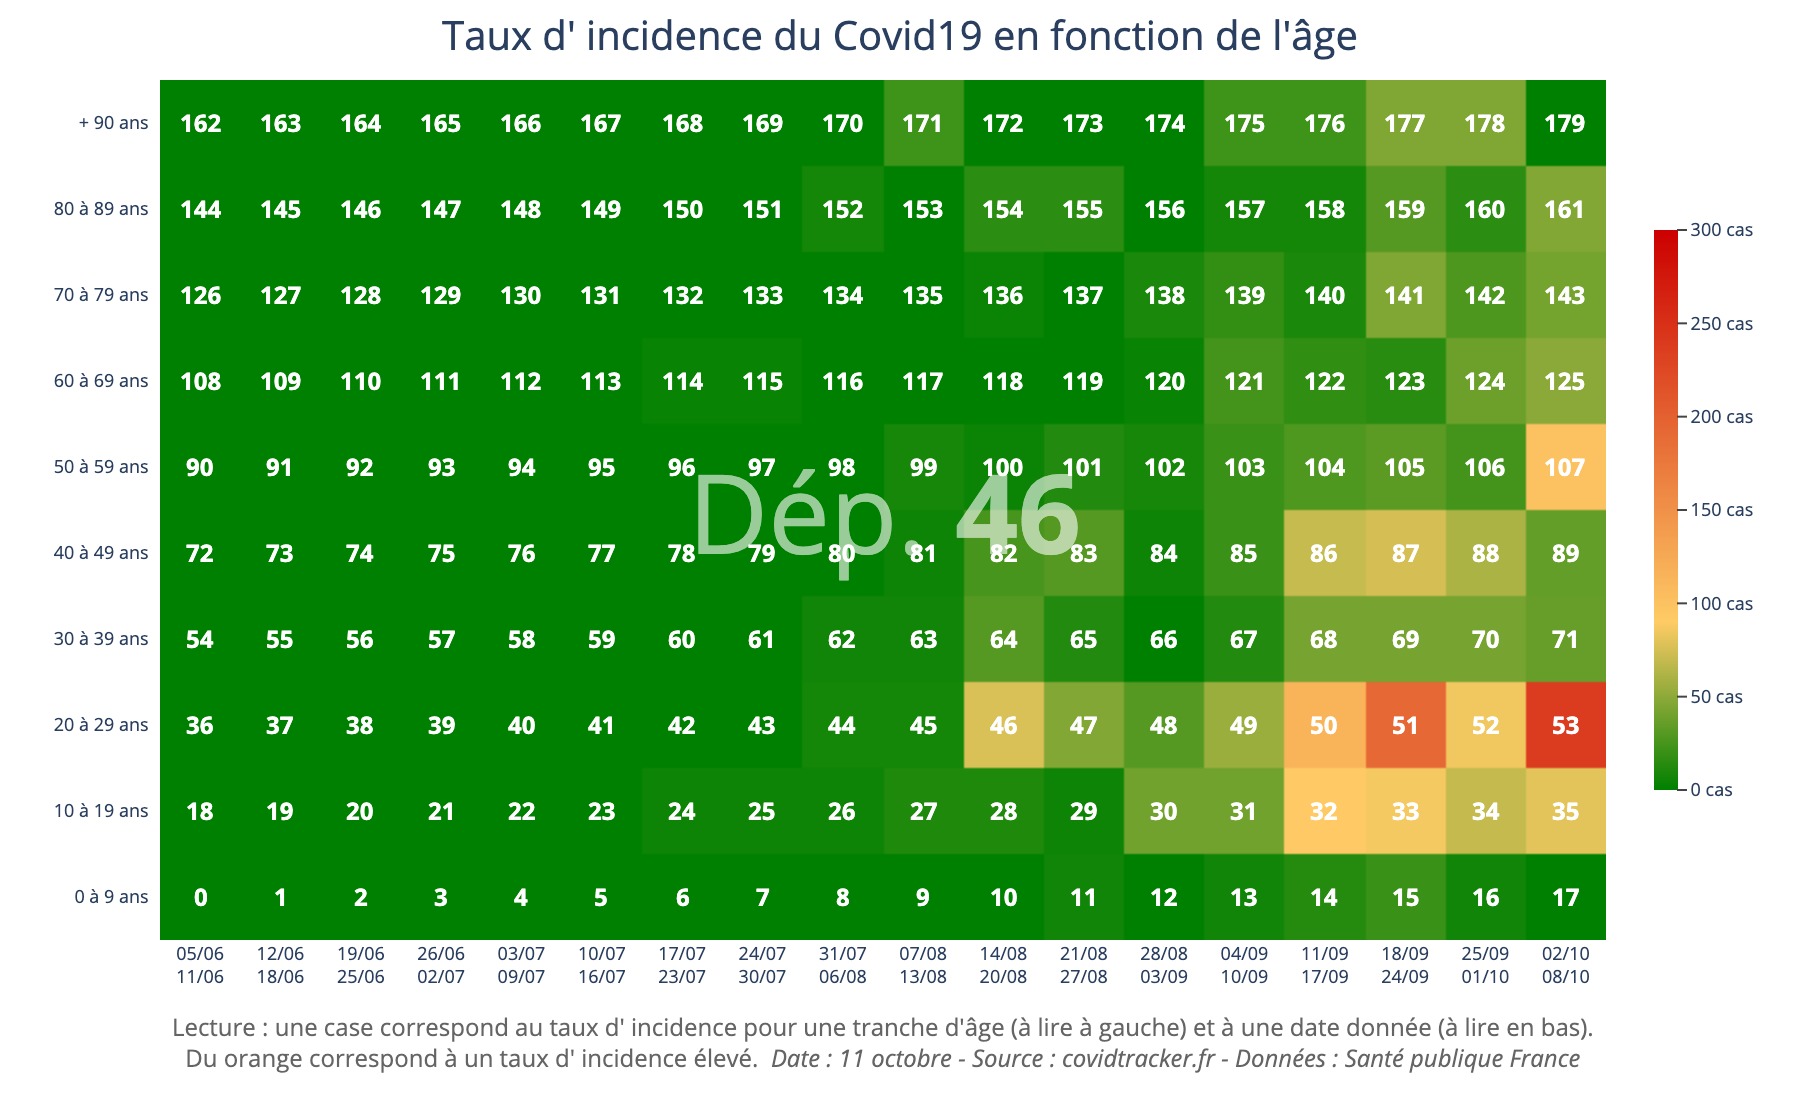 Taux d' incidence du Covid19 en fonction de l'âge
+ 90 ans 162 163 164 165 166 167 168 169 170 171 172 173 174 175 176 177 178 179
80 à 89 ans 144 145 146 147 148 149 150 151 152 153 154 155 156 157 158 159 160 161
70 à 79 ans 126 127 128 129 130 131 132 133 134 135 136 137 138 139 140 141 142 143
60 à 69 ans 108 109 110 111 112 113 114 115 116 117 118 119 120 121 122 123 124 125
50 à 59 ans 90 91 92 93 94 95 96 97 98 99 100 101 102 103 104 105 106 107
Dép. 46
40 à 49 ans 72 73 74 75 76 77 78 79 80 81 82 83 84 85 86 87 88 89
30 à 39 ans 54 55 56 57 58 59 60 61 62 63 64 65 66 67 68 69 70 71
20 à 29 ans 36 37 38 39 40 41 42 43 44 45 46 47 48 49 50 51 52 53
10 à 19 ans 18 19 20 21 22 23 24 25 26 27 28 29 30 31 32 33 34 35
0 à 9 ans 0 1 2 3 4 5 6 7 8 9 10 11 12 13 14 15 16 17
05/06 12/06 19/06 26/06 03/07 10/07 17/07 24/07 31/07 07/08 14/08 21/08 28/08 04/09 11/09 18/09 25/09 02/10
11/06 18/06 25/06 02/07 09/07 16/07 23/07 30/07 06/08 13/08 20/08 27/08 03/09 10/09 17/09 24/09 01/10 08/10
300 cas
250 cas
200 cas
150 cas
100 cas
50 cas
0 cas
Lecture : une case correspond au taux d' incidence pour une tranche d'âge (à lire à gauche) et à une date donnée (à lire en bas).
Du orange correspond à un taux d' incidence élevé. Date : 11 octobre - Source : covidtracker.fr - Données : Santé publique France